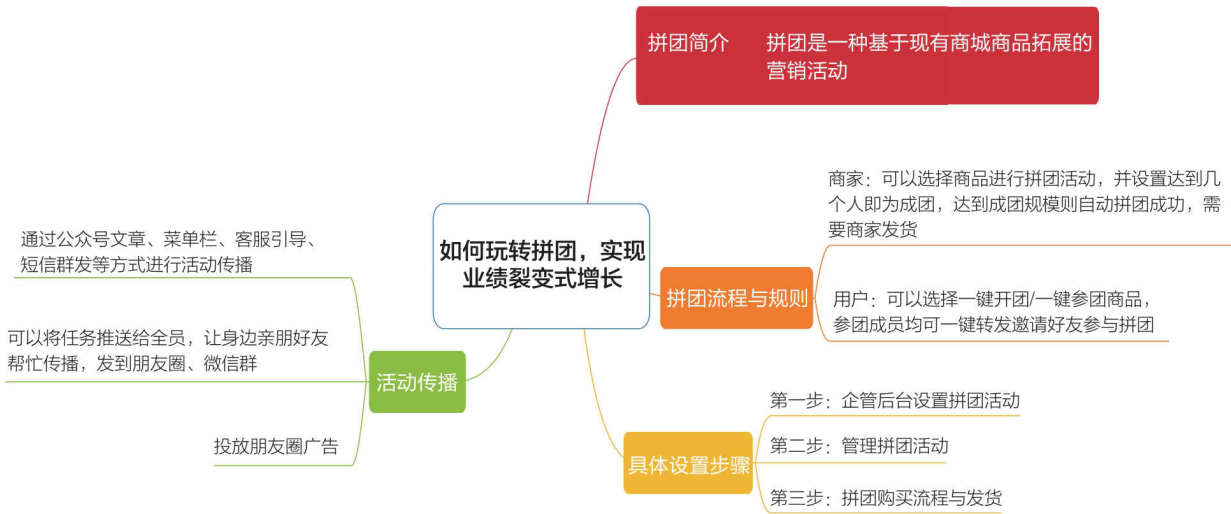 如何玩转拼团，实现
业绩裂变式增长
拼团简介
拼团是一种基于现有商城商品拓展的
营销活动
拼团流程与规则
商家：可以选择商品进行拼团活动，并设置达到几
个人即为成团，达到成团规模则自动拼团成功，需
要商家发货
用户：可以选择一键开团/一键参团商品，
参团成员均可一键转发邀请好友参与拼团
具体设置步骤
第一步：企管后台设置拼团活动
第二步：管理拼团活动
第三步：拼团购买流程与发货
活动传播
通过公众号文章、菜单栏、客服引导、
短信群发等方式进行活动传播
可以将任务推送给全员，让身边亲朋好友
帮忙传播，发到朋友圈、微信群
投放朋友圈广告